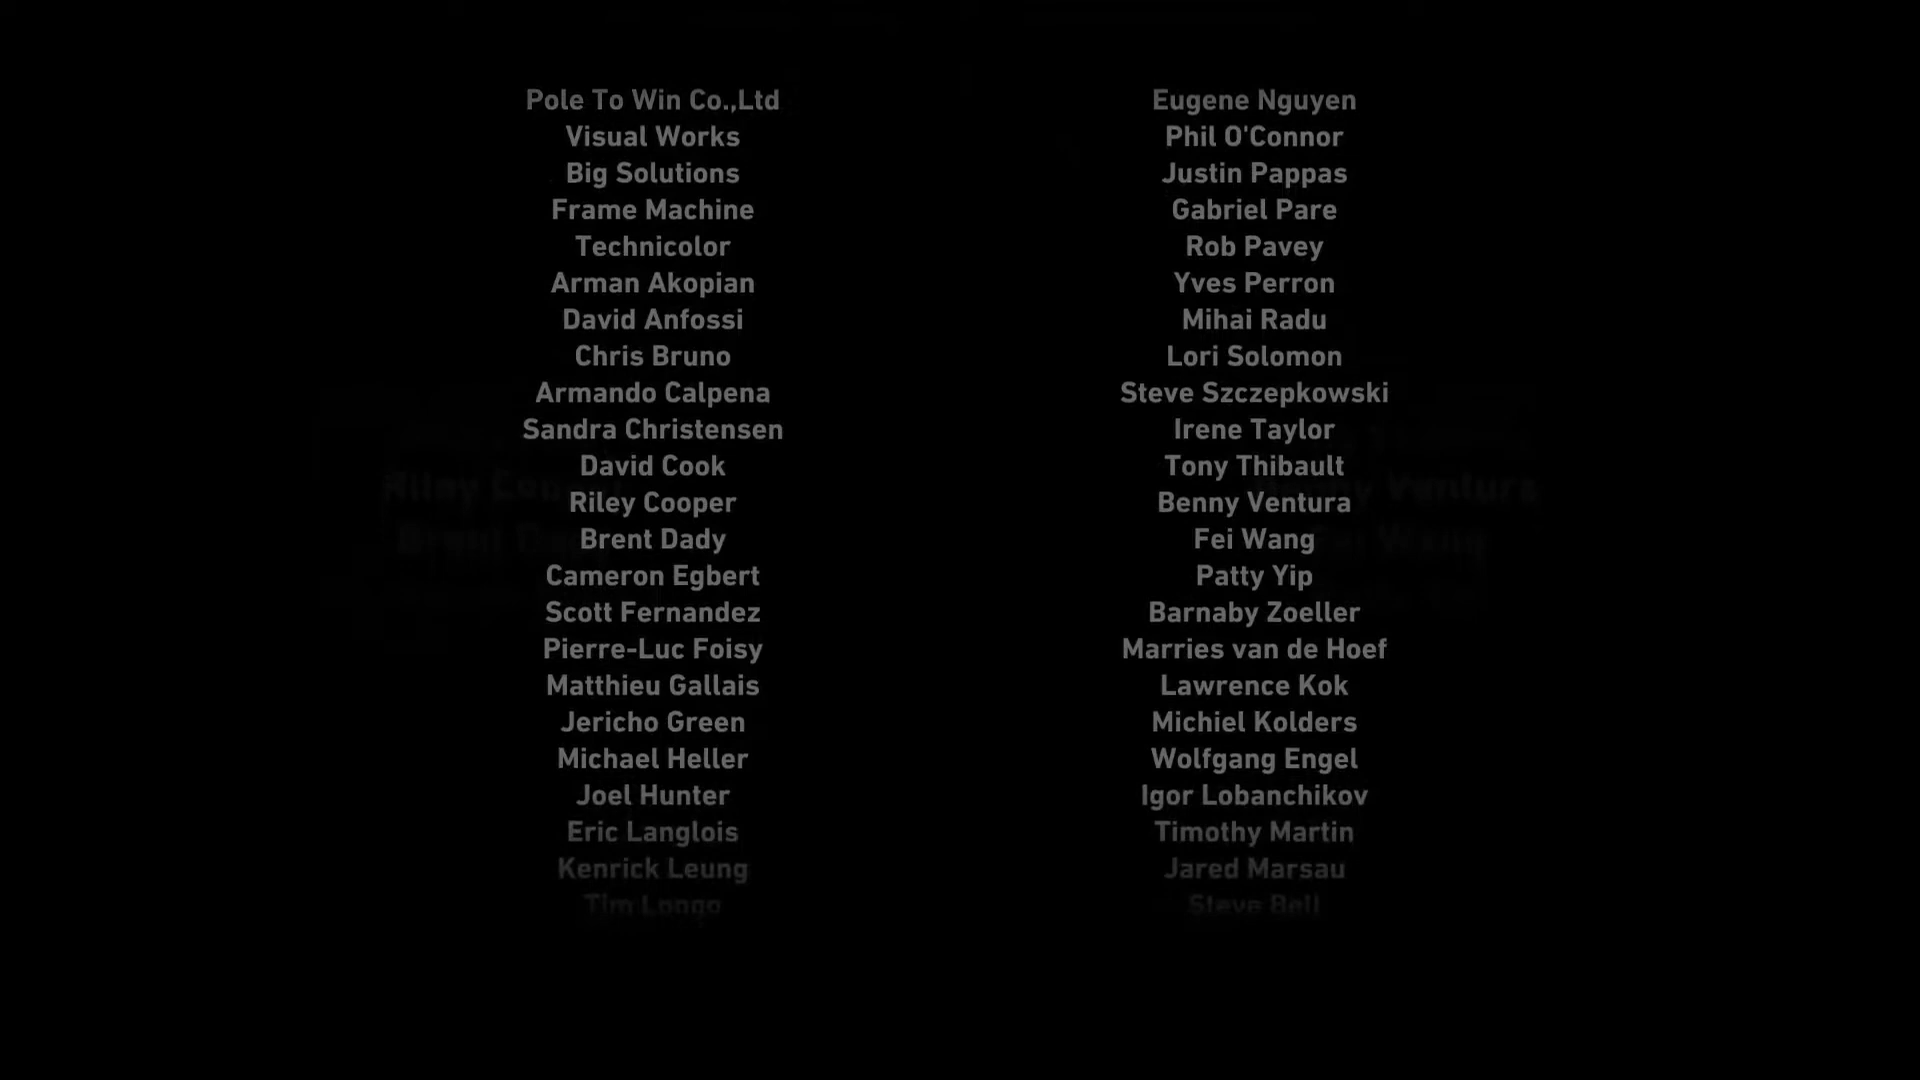 Pole To Win Co.,Ltd
Visual Works
Big Solutions
Frame Machine
Technicolor
Arman Akopian
David Anfossi
Chris Bruno
Armando Calpena
Sandra Christensen
David Cook
Riley Cooper
Brent Dady
Cameron Egbert
Scott Fernandez
Pierre-Luc Foisy
Matthieu Gallais
Jericho Green
Michael Heller
Joel Hunter
Eric Langlois
Kenrick Leung
Tim Longo
Eugene Nguyen
Phil O'Connor
Justin Pappas
Gabriel Pare
Rob Pavey
Yves Perron
Mihai Radu
Lori Solomon
Steve Szczepkowski
Irene Taylor
Tony Thibault
Benny Ventura
Fei Wang
Patty Yip
Barnaby Zoeller
Marries van de Hoef
Lawrence Kok
Michiel Kolders
Wolfgang Engel
Igor Lobanchikov
Timothy Martin
Jared Marsau
Steve Bell